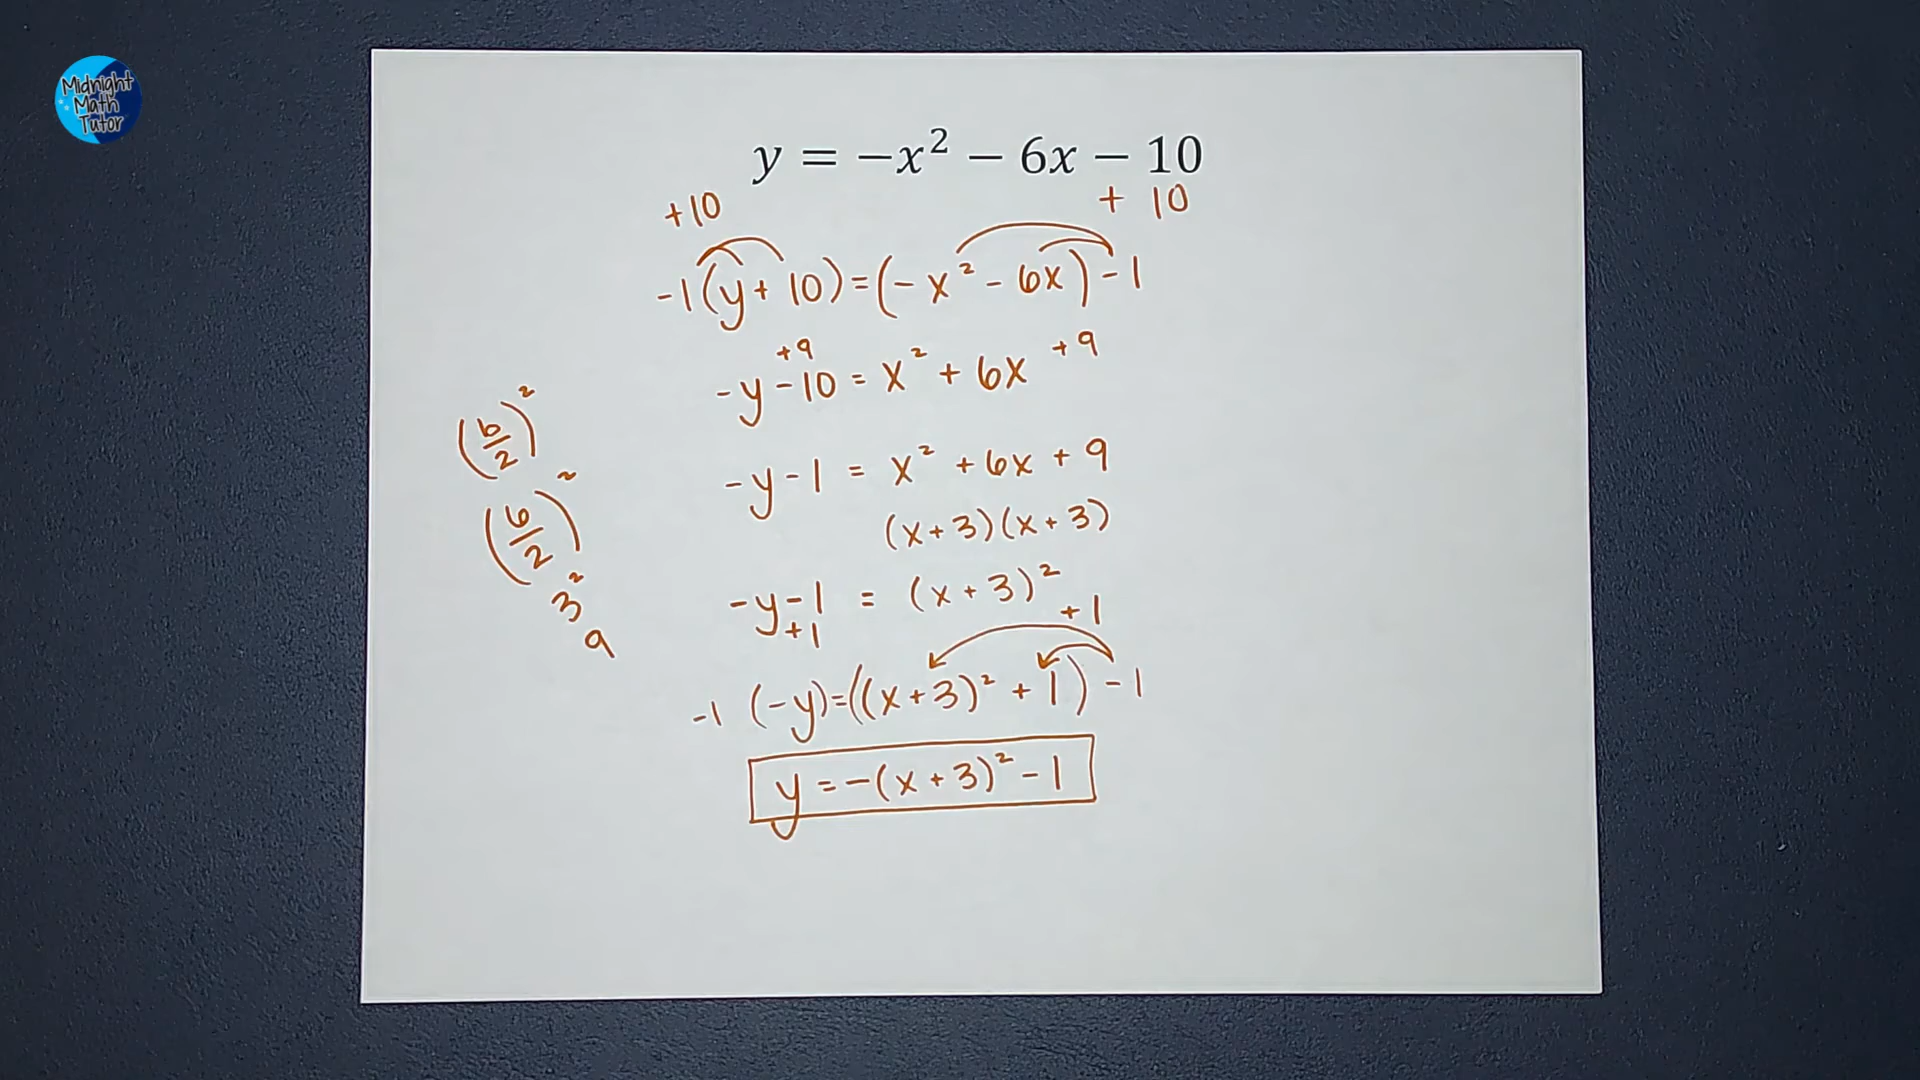 Midnight
Math
Tutor
y = −x² − 6x − 10
+10 + 10
-1(y + 10) = (-x² - 6x) -1
+9 +9
-y - 10 = x² + 6x
-y - 1 = x² + 6x + 9
(x + 3)(x + 3)
-y - 1 = (x + 3)²
+1 +1
-1 (-y) = ((x + 3)² + 1) -1
y = -(x + 3)² - 1
(b/2)²
(6/2)²
3²
9